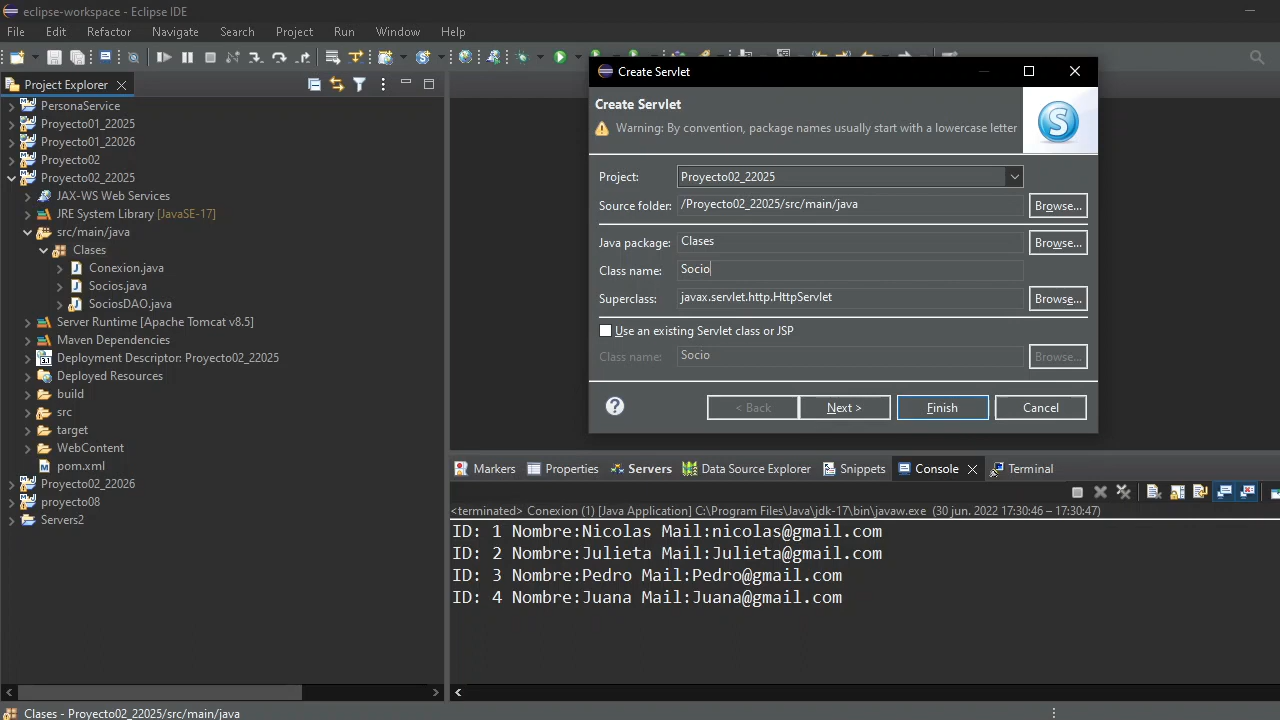 eclipse-workspace - Eclipse IDE
File Edit Refactor Navigate Search Project Run Window Help
Project Explorer
PersonaService
Proyecto01_22025
Proyecto01_22026
Proyecto02
Proyecto02_22025
JAX-WS Web Services
JRE System Library [JavaSE-17]
src/main/java
Clases
Conexion.java
Socios.java
SociosDAO.java
Server Runtime [Apache Tomcat v8.5]
Maven Dependencies
3.1 Deployment Descriptor: Proyecto02_22025
Deployed Resources
build
src
target
WebContent
pom.xml
Proyecto02_22026
proyecto08
Servers2
Create Servlet
Create Servlet
Warning: By convention, package names usually start with a lowercase letter
S
Project: Proyecto02_22025
Source folder: /Proyecto02_22025/src/main/java Browse...
Java package: Clases Browse...
Class name: Socio
Superclass: javax.servlet.http.HttpServlet Browse...
Use an existing Servlet class or JSP
Class name: Socio Browse...
? < Back Next > Finish Cancel
Markers Properties Servers Data Source Explorer Snippets Console Terminal
<terminated> Conexion (1) [Java Application] C:\Program Files\Java\jdk-17\bin\javaw.exe (30 jun. 2022 17:30:46 – 17:30:47)
ID: 1 Nombre:Nicolas Mail:nicolas@gmail.com
ID: 2 Nombre:Julieta Mail:Julieta@gmail.com
ID: 3 Nombre:Pedro Mail:Pedro@gmail.com
ID: 4 Nombre:Juana Mail:Juana@gmail.com
Clases - Proyecto02_22025/src/main/java